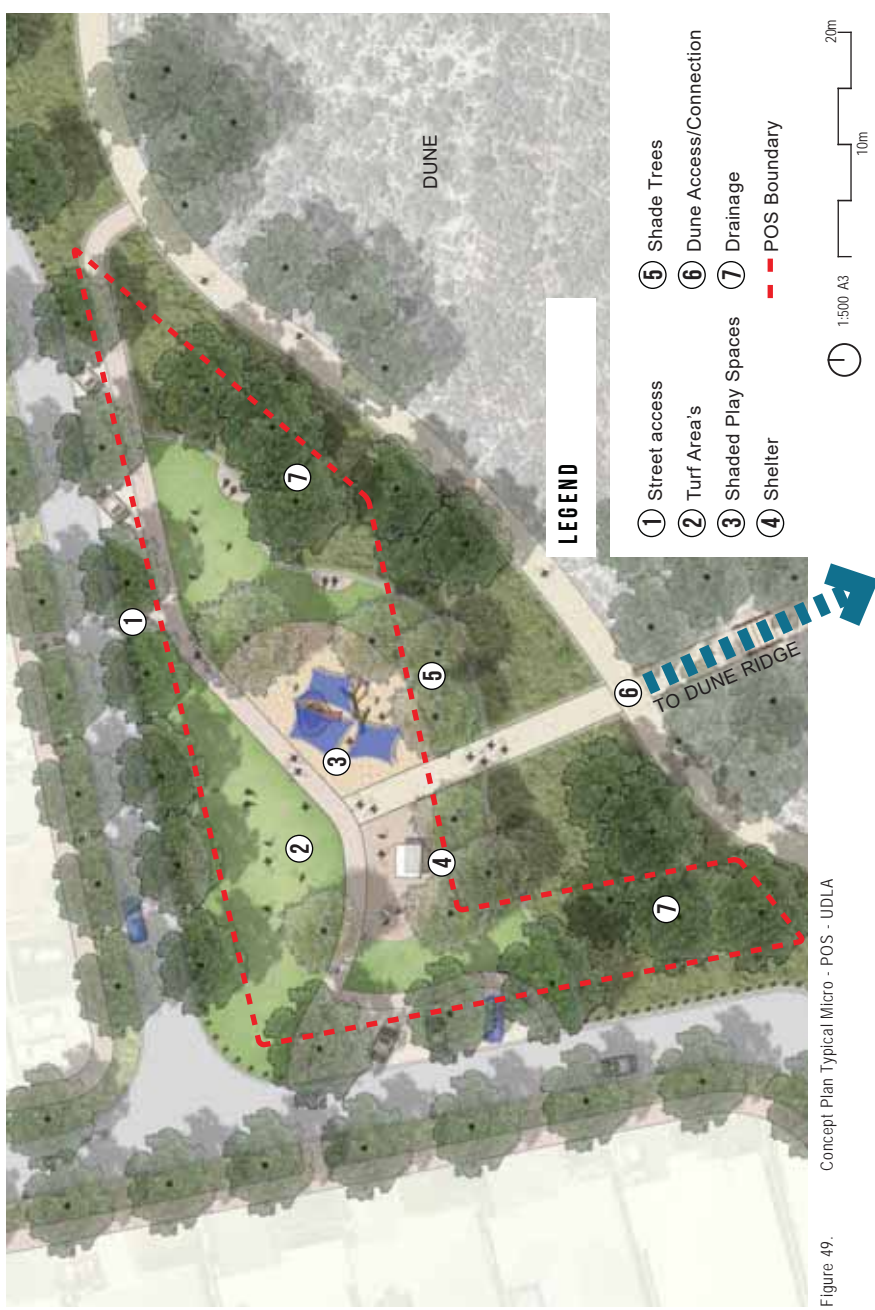 DUNE
1
2
3
4
5
6
7
7
TO DUNE RIDGE
LEGEND
1 Street access
2 Turf Area's
3 Shaded Play Spaces
4 Shelter
5 Shade Trees
6 Dune Access/Connection
7 Drainage
POS Boundary
1:500 A3
10m
20m
Figure 49. Concept Plan Typical Micro - POS - UDLA